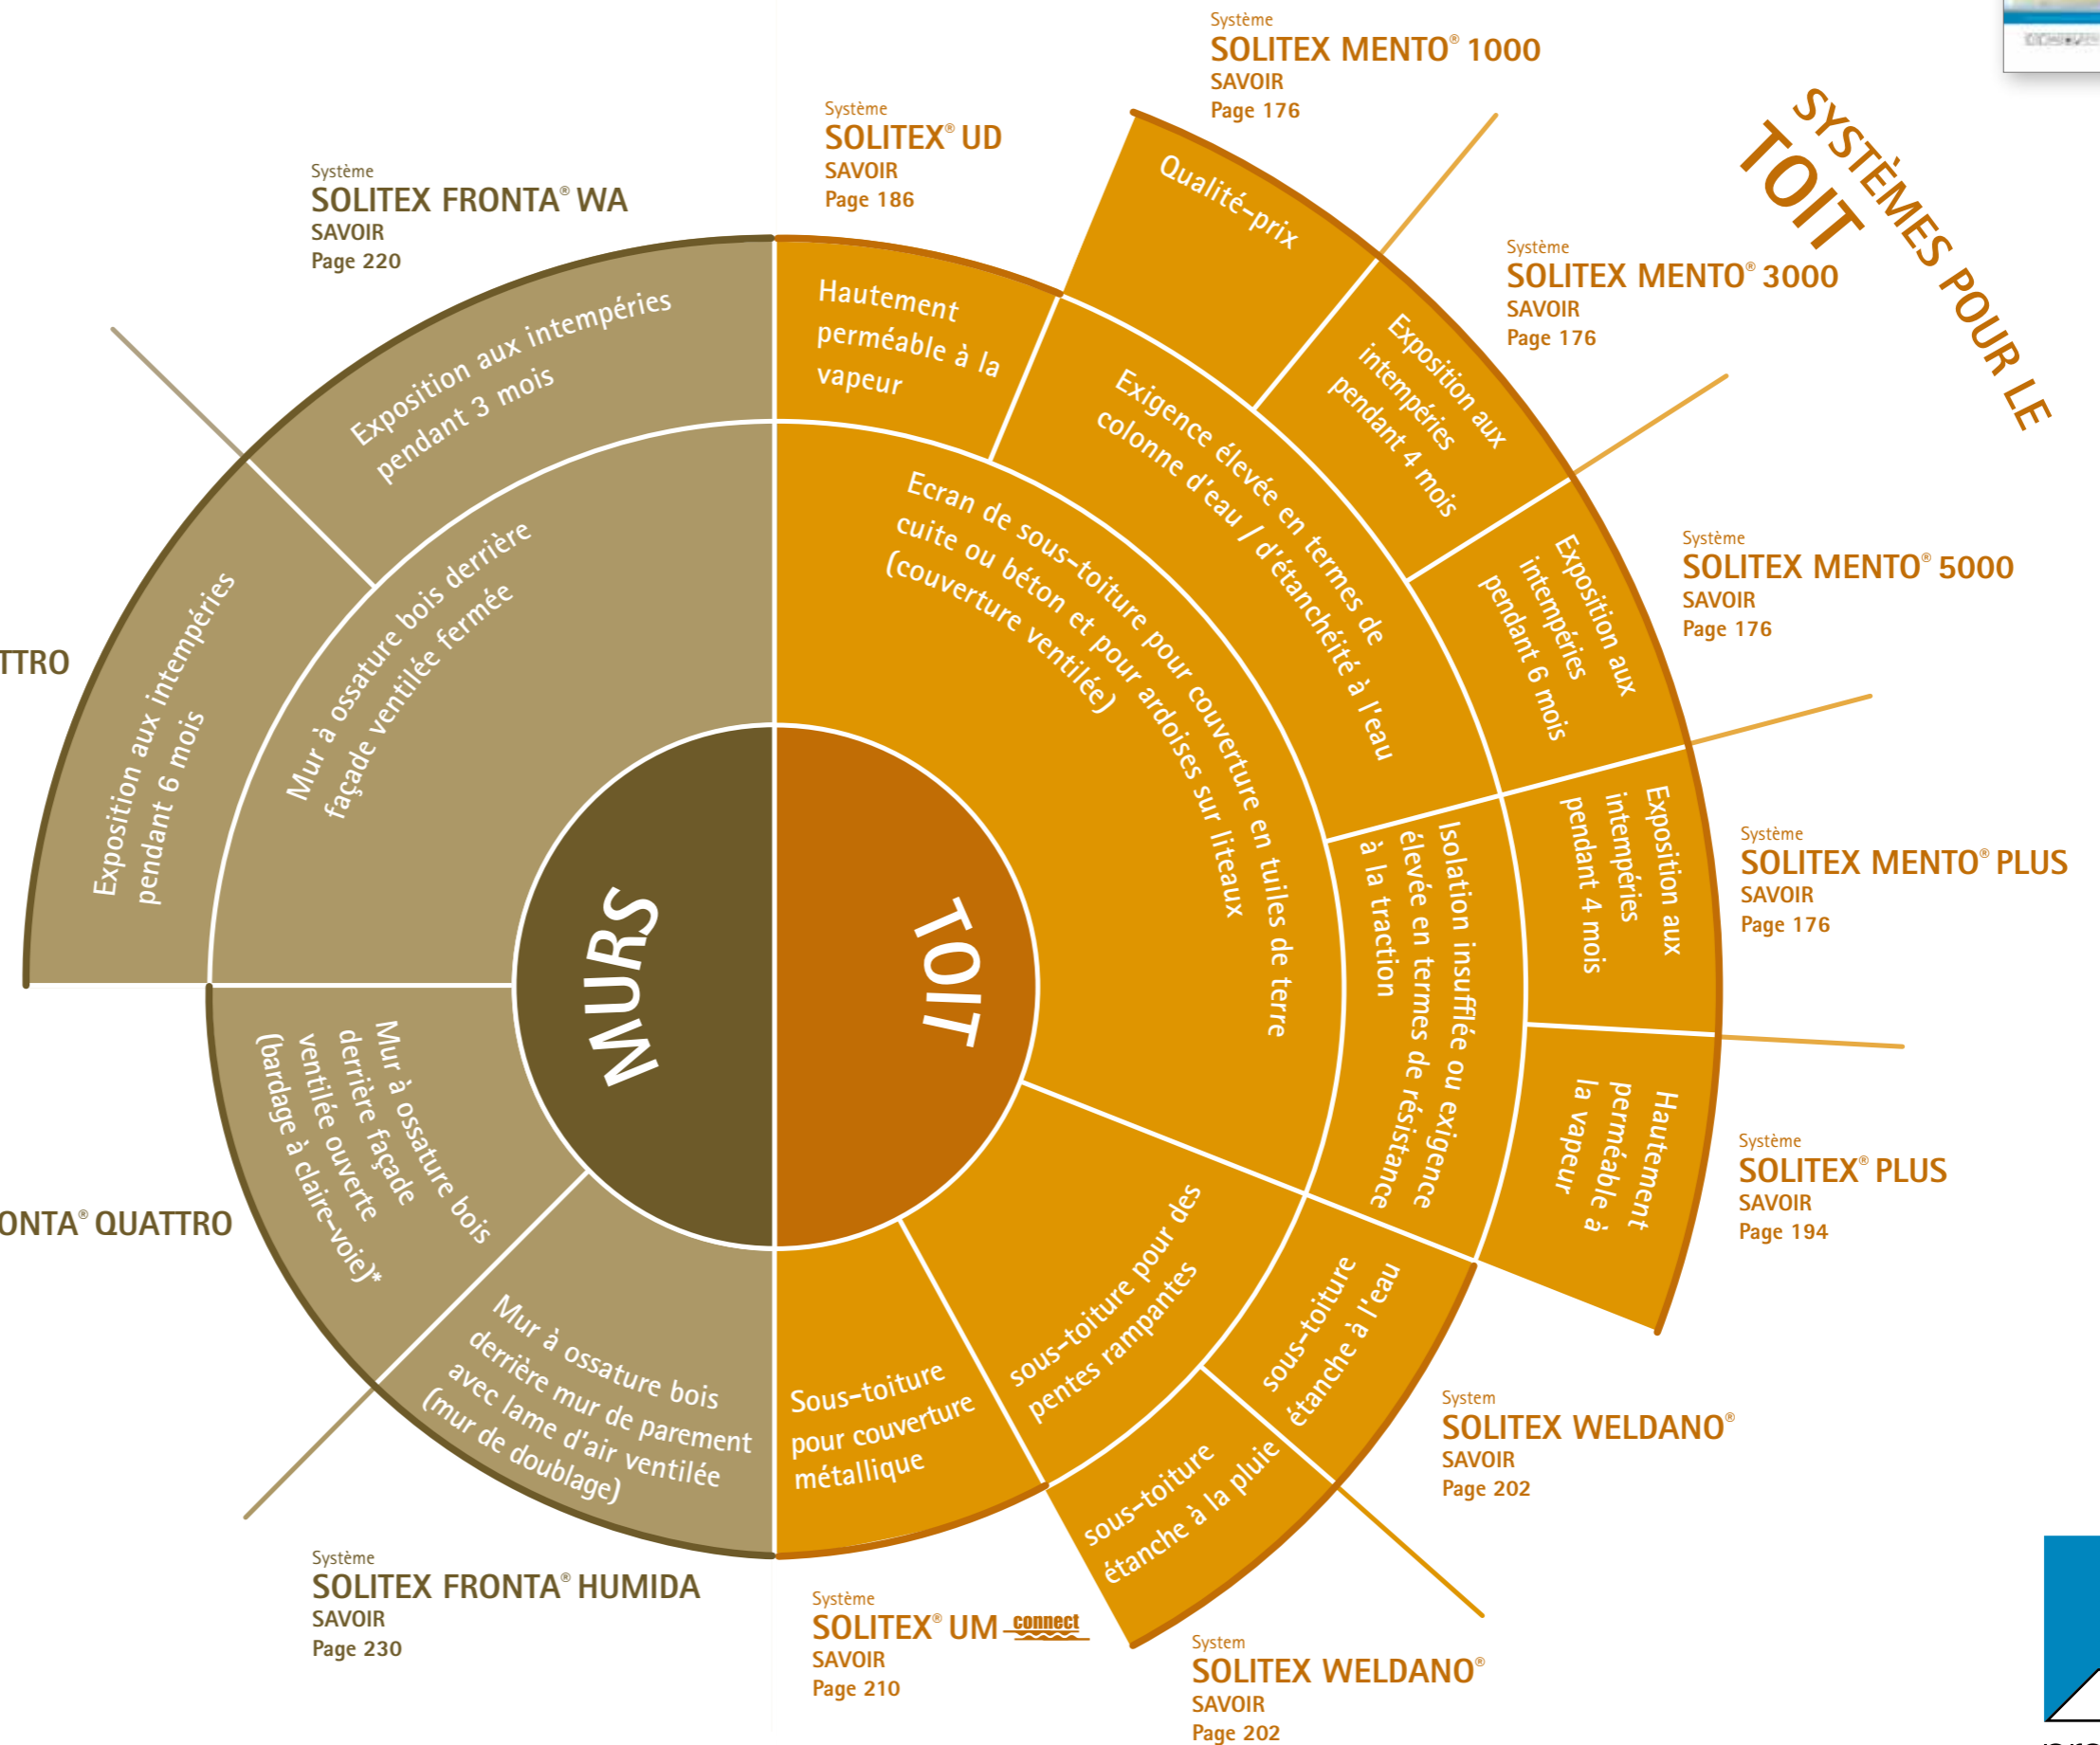 Système
SOLITEX MENTO® 1000
SAVOIR
Page 176
Système
SOLITEX® UD
SAVOIR
Page 186
SYSTÈMES POUR LE
TOIT
Système
SOLITEX FRONTA® WA
SAVOIR
Page 220
Système
SOLITEX MENTO® 3000
SAVOIR
Page 176
Système
SOLITEX MENTO® 5000
SAVOIR
Page 176
TTRO
Système
SOLITEX MENTO® PLUS
SAVOIR
Page 176
Système
SOLITEX® PLUS
SAVOIR
Page 194
ONTA® QUATTRO
System
SOLITEX WELDANO®
SAVOIR
Page 202
Système
SOLITEX FRONTA® HUMIDA
SAVOIR
Page 230
Système
SOLITEX® UM connect
SAVOIR
Page 210
System
SOLITEX WELDANO®
SAVOIR
Page 202
MURS
Exposition aux intempéries
pendant 3 mois
Exposition aux intempéries
pendant 6 mois
Mur à ossature bois derrière
façade ventilée fermée
Mur à ossature bois
derrière façade
ventilée ouverte
(bardage à claire-voie)*
Mur à ossature bois
derrière mur de parement
avec lame d'air ventilée
(mur de doublage)
TOIT
Hautement
perméable à la
vapeur
Qualité-prix
Exposition aux
intempéries
pendant 4 mois
Exigence élevée en termes de
colonne d'eau / d'étanchéité à l'eau
Exposition aux
intempéries
pendant 6 mois
Ecran de sous-toiture pour couverture en tuiles de terre
cuite ou béton et pour ardoises sur liteaux
(couverture ventilée)
Exposition aux
intempéries
pendant 4 mois
Isolation insufflée ou exigence
élevée en termes de résistance
à la traction
Hautement
perméable à
la vapeur
sous-toiture pour des
pentes rampantes
sous-toiture
étanche à l'eau
sous-toiture
étanche à la pluie
Sous-toiture
pour couverture
métallique